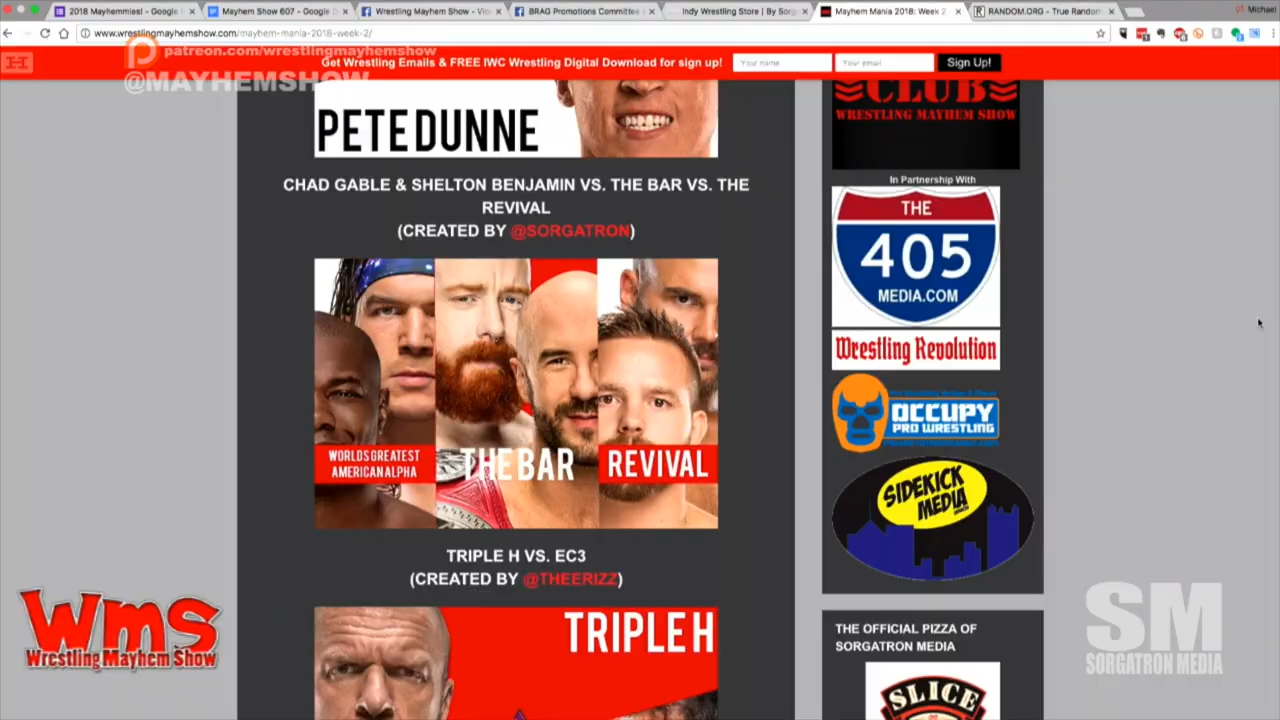 2018 Mayhemmies! - Google
Mayhem Show 607 - Google D
Wrestling Mayhem Show - Vie
BRAG Promotions Committee
Indy Wrestling Store | By Sorg
Mayhem Mania 2018: Week 2
RANDOM.ORG - True Random
Michael
www.wrestlingmayhemshow.com/mayhem-mania-2018-week-2/
patreon.com/wrestlingmayhemshow
@MAYHEMSHOW
Get Wrestling Emails & FREE IWC Wrestling Digital Download for sign up!
Your name
Your email
Sign Up!
PETE DUNNE
CHAD GABLE & SHELTON BENJAMIN VS. THE BAR VS. THE
REVIVAL
(CREATED BY @SORGATRON)
WORLDS GREATEST
AMERICAN ALPHA
THE BAR
REVIVAL
TRIPLE H VS. EC3
(CREATED BY @THEERIZZ)
TRIPLE H
CLUB
WRESTLING MAYHEM SHOW
In Partnership With
THE
405
MEDIA.COM
Wrestling Revolution
OCCUPY
PRO WRESTLING
SIDEKICK
MEDIA
THE OFFICIAL PIZZA OF
SORGATRON MEDIA
SLICE
WMS
Wrestling Mayhem Show
SM
SORGATRON MEDIA